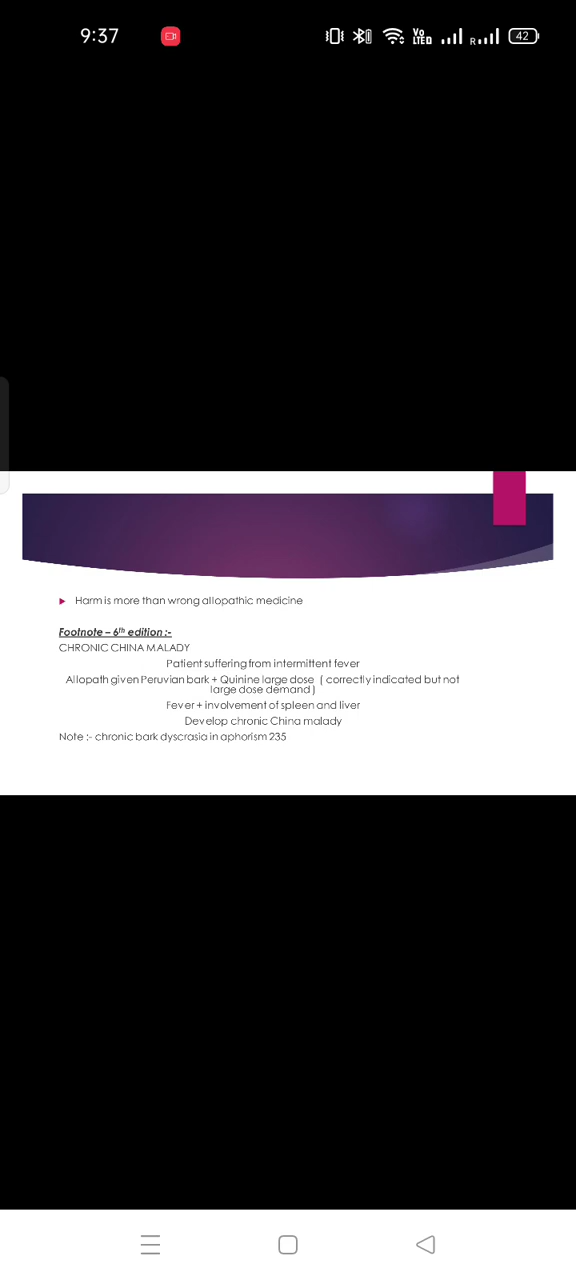 9:37
Vo
LTED
R
42
Harm is more than wrong allopathic medicine
Footnote – 6th edition :-
CHRONIC CHINA MALADY
Patient suffering from intermittent fever
Allopath given Peruvian bark + Quinine large dose ( correctly indicated but not
large dose demand)
Fever + involvement of spleen and liver
Develop chronic China malady
Note :- chronic bark dyscrasia in aphorism 235